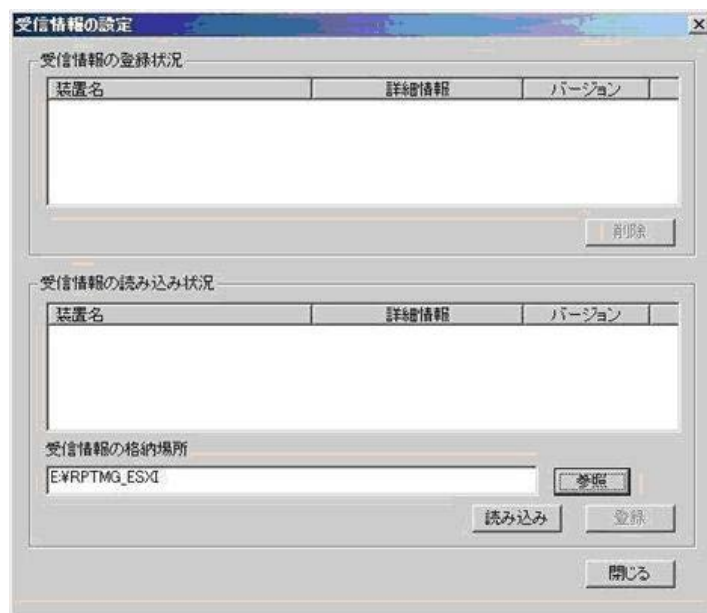 受信情報の設定
受信情報の登録状況
装置名 詳細情報 バージョン
削除
受信情報の読み込み状況
装置名 詳細情報 バージョン
受信情報の格納場所
E:¥RPTMG_ESXI 参照
読み込み 登録
閉じる